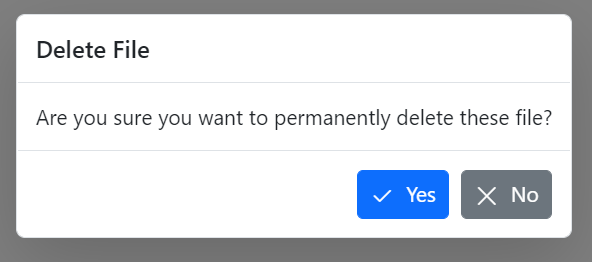 Delete File
Are you sure you want to permanently delete these file?
Yes No